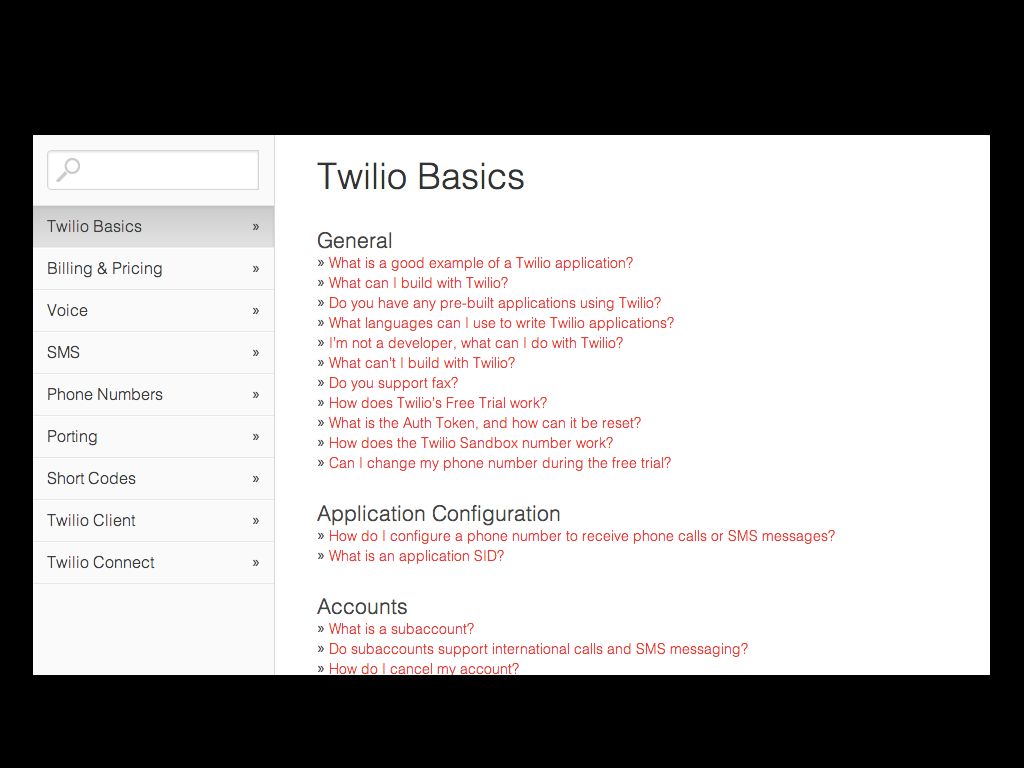 Twilio Basics »
Billing & Pricing »
Voice »
SMS »
Phone Numbers »
Porting »
Short Codes »
Twilio Client »
Twilio Connect »
Twilio Basics
General
» What is a good example of a Twilio application?
» What can I build with Twilio?
» Do you have any pre-built applications using Twilio?
» What languages can I use to write Twilio applications?
» I'm not a developer, what can I do with Twilio?
» What can't I build with Twilio?
» Do you support fax?
» How does Twilio's Free Trial work?
» What is the Auth Token, and how can it be reset?
» How does the Twilio Sandbox number work?
» Can I change my phone number during the free trial?
Application Configuration
» How do I configure a phone number to receive phone calls or SMS messages?
» What is an application SID?
Accounts
» What is a subaccount?
» Do subaccounts support international calls and SMS messaging?
» How do I cancel my account?